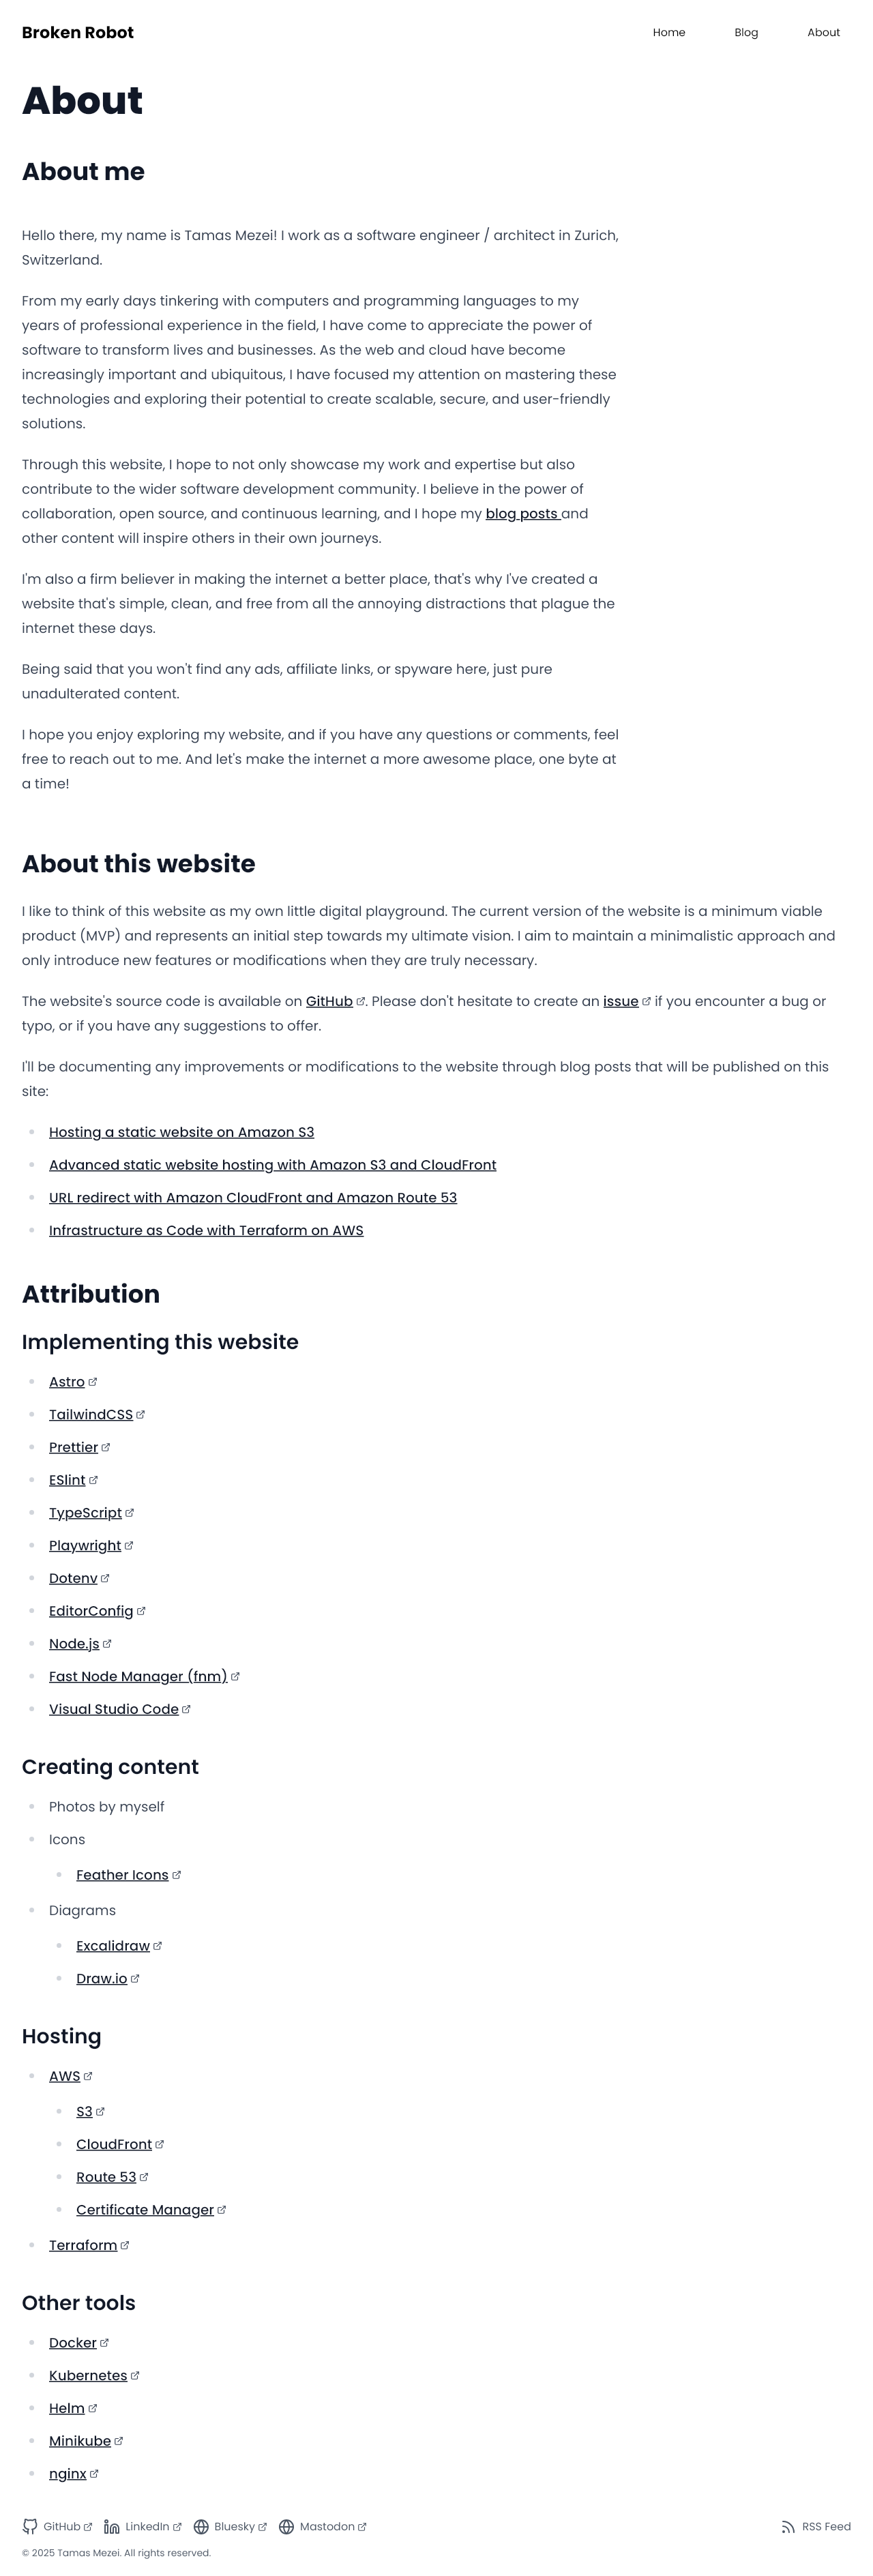 Broken Robot
Home
Blog
About
About
About me
Hello there, my name is Tamas Mezei! I work as a software engineer / architect in Zurich,
Switzerland.
From my early days tinkering with computers and programming languages to my
years of professional experience in the field, I have come to appreciate the power of
software to transform lives and businesses. As the web and cloud have become
increasingly important and ubiquitous, I have focused my attention on mastering these
technologies and exploring their potential to create scalable, secure, and user-friendly
solutions.
Through this website, I hope to not only showcase my work and expertise but also
contribute to the wider software development community. I believe in the power of
collaboration, open source, and continuous learning, and I hope my blog posts and
other content will inspire others in their own journeys.
I'm also a firm believer in making the internet a better place, that's why I've created a
website that's simple, clean, and free from all the annoying distractions that plague the
internet these days.
Being said that you won't find any ads, affiliate links, or spyware here, just pure
unadulterated content.
I hope you enjoy exploring my website, and if you have any questions or comments, feel
free to reach out to me. And let's make the internet a more awesome place, one byte at
a time!
About this website
I like to think of this website as my own little digital playground. The current version of the website is a minimum viable
product (MVP) and represents an initial step towards my ultimate vision. I aim to maintain a minimalistic approach and
only introduce new features or modifications when they are truly necessary.
The website's source code is available on GitHub. Please don't hesitate to create an issue if you encounter a bug or
typo, or if you have any suggestions to offer.
I'll be documenting any improvements or modifications to the website through blog posts that will be published on this
site:
Hosting a static website on Amazon S3
Advanced static website hosting with Amazon S3 and CloudFront
URL redirect with Amazon CloudFront and Amazon Route 53
Infrastructure as Code with Terraform on AWS
Attribution
Implementing this website
Astro
TailwindCSS
Prettier
ESlint
TypeScript
Playwright
Dotenv
EditorConfig
Node.js
Fast Node Manager (fnm)
Visual Studio Code
Creating content
Photos by myself
Icons
Feather Icons
Diagrams
Excalidraw
Draw.io
Hosting
AWS
S3
CloudFront
Route 53
Certificate Manager
Terraform
Other tools
Docker
Kubernetes
Helm
Minikube
nginx
GitHub
LinkedIn
Bluesky
Mastodon
RSS Feed
© 2025 Tamas Mezei. All rights reserved.